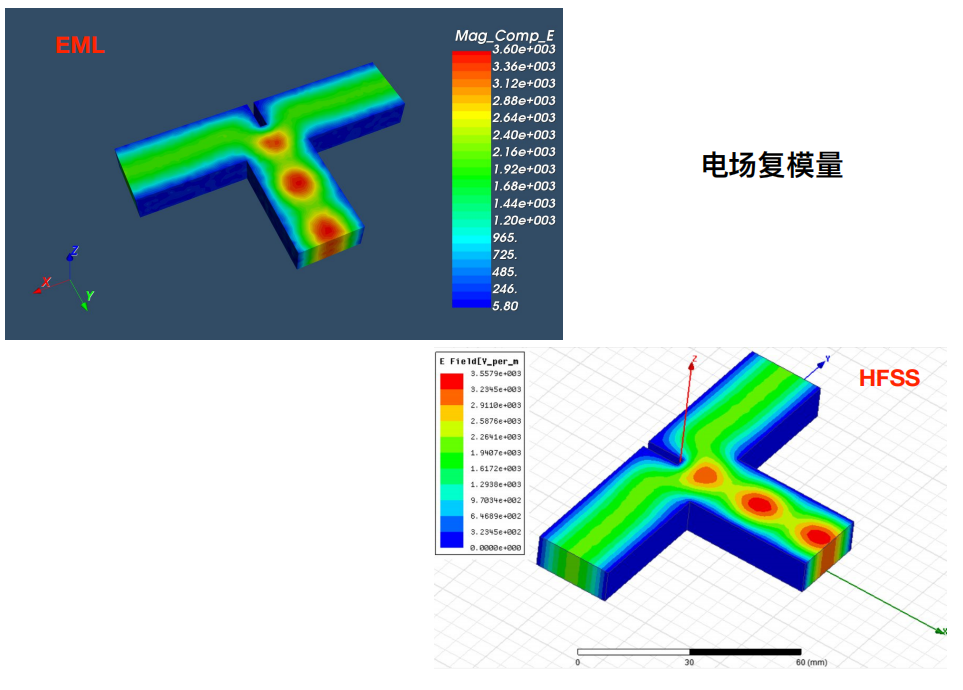 EML
Mag_Comp_E
3.60e+003
3.36e+003
3.12e+003
2.88e+003
2.64e+003
2.40e+003
2.16e+003
1.92e+003
1.68e+003
1.44e+003
1.20e+003
965.
725.
485.
246.
5.80
X
Y
Z
电场复模量
E Field[V_per_m
3.5579e+003
3.2345e+003
2.9110e+003
2.5876e+003
2.2641e+003
1.9407e+003
1.6172e+003
1.2938e+003
9.7034e+002
6.4689e+002
3.2345e+002
0.0000e+000
Z
Y
HFSS
X
0
30
60 (mm)